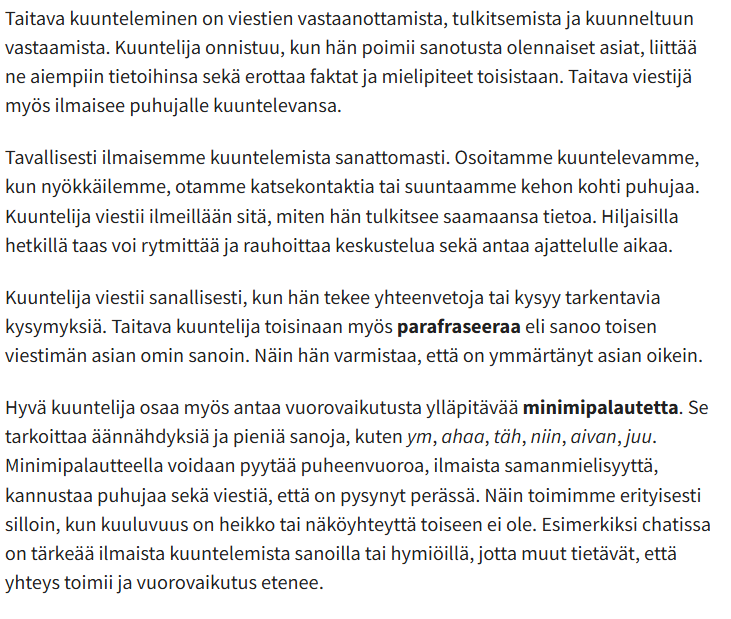 Taitava kuunteleminen on viestien vastaanottamista, tulkitsemista ja kuunneltuun
vastaamista. Kuuntelija onnistuu, kun hän poimii sanotusta olennaiset asiat, liittää
ne aiempiin tietoihinsa sekä erottaa faktat ja mielipiteet toisistaan. Taitava viestijä
myös ilmaisee puhujalle kuuntelevansa.
Tavallisesti ilmaisemme kuuntelemista sanattomasti. Osoitamme kuuntelevamme,
kun nyökkäilemme, otamme katsekontaktia tai suuntaamme kehon kohti puhujaa.
Kuuntelija viestii ilmeillään sitä, miten hän tulkitsee saamaansa tietoa. Hiljaisilla
hetkillä taas voi rytmittää ja rauhoittaa keskustelua sekä antaa ajattelulle aikaa.
Kuuntelija viestii sanallisesti, kun hän tekee yhteenvetoja tai kysyy tarkentavia
kysymyksiä. Taitava kuuntelija toisinaan myös parafraseeraa eli sanoo toisen
viestimän asian omin sanoin. Näin hän varmistaa, että on ymmärtänyt asian oikein.
Hyvä kuuntelija osaa myös antaa vuorovaikutusta ylläpitävää minimipalautetta. Se
tarkoittaa äännähdyksiä ja pieniä sanoja, kuten ym, ahaa, täh, niin, aivan, juu.
Minimipalautteella voidaan pyytää puheenvuoroa, ilmaista samanmielisyyttä,
kannustaa puhujaa sekä viestiä, että on pysynyt perässä. Näin toimimme erityisesti
silloin, kun kuuluvuus on heikko tai näköyhteyttä toiseen ei ole. Esimerkiksi chatissa
on tärkeää ilmaista kuuntelemista sanoilla tai hymiöillä, jotta muut tietävät, että
yhteys toimii ja vuorovaikutus etenee.